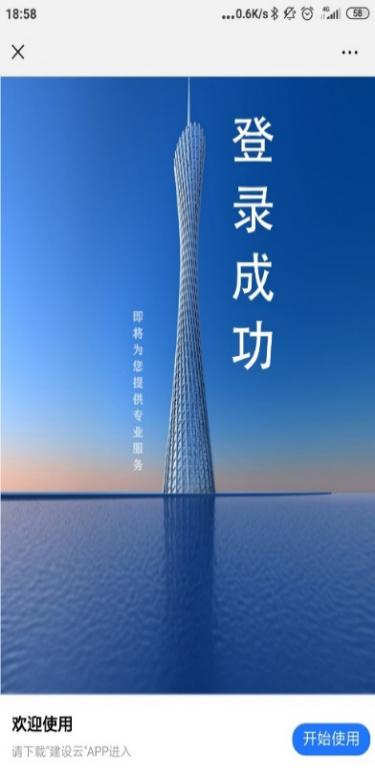 18:58
...0.6K/s
4G
58
登录成功
即将为您提供专业服务
欢迎使用
请下载"建设云"APP进入
开始使用